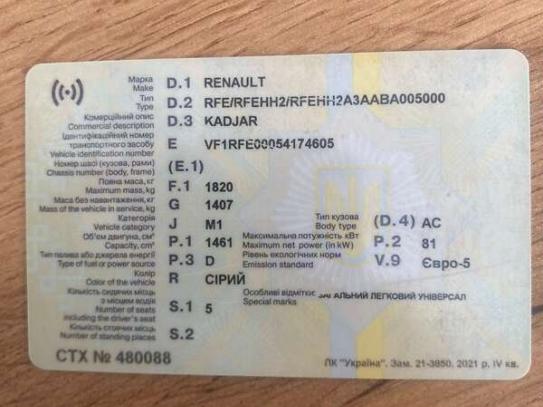 Марка D.1 RENAULT
Make
Тип D.2 RFE/RFEHH2/RFEHH2A3AABA005000
Type
Комерційний опис D.3 KADJAR
Commercial description
Ідентифікаційний номер
транспортного засобу E VF1RFE00054174605
Vehicle identification number
Номер шасі (кузова, рами) (E.1)
Chassis number (body, frame)
Повна маса, кг F.1 1820
Maximum mass, kg
Маса без навантаження, кг G 1407
Mass of the vehicle in service, kg
Категорія J M1 Тип кузова (D.4) AC
Vehicle category Body type
Об'єм двигуна, см³ P.1 1461 Максимальна потужність кВт P.2 81
Capacity, cm³ Maximum net power (in kW)
Тип палива або джерела енергії P.3 D Рівень екологічних норм V.9 Євро-5
Type of fuel or power source Emission standard
Колір R СІРИЙ
Color of the vehicle
Кількість сидячих місць Особливі відмітки ЗАГАЛЬНИЙ ЛЕГКОВИЙ УНІВЕРСАЛ
з місцем водія Special marks
Number of seats S.1 5
including the driver's seat
Кількість стоячих місць S.2
Number of standing places
СТХ № 480088
ПК "Україна". Зам. 21-3850. 2021 р. IV кв.